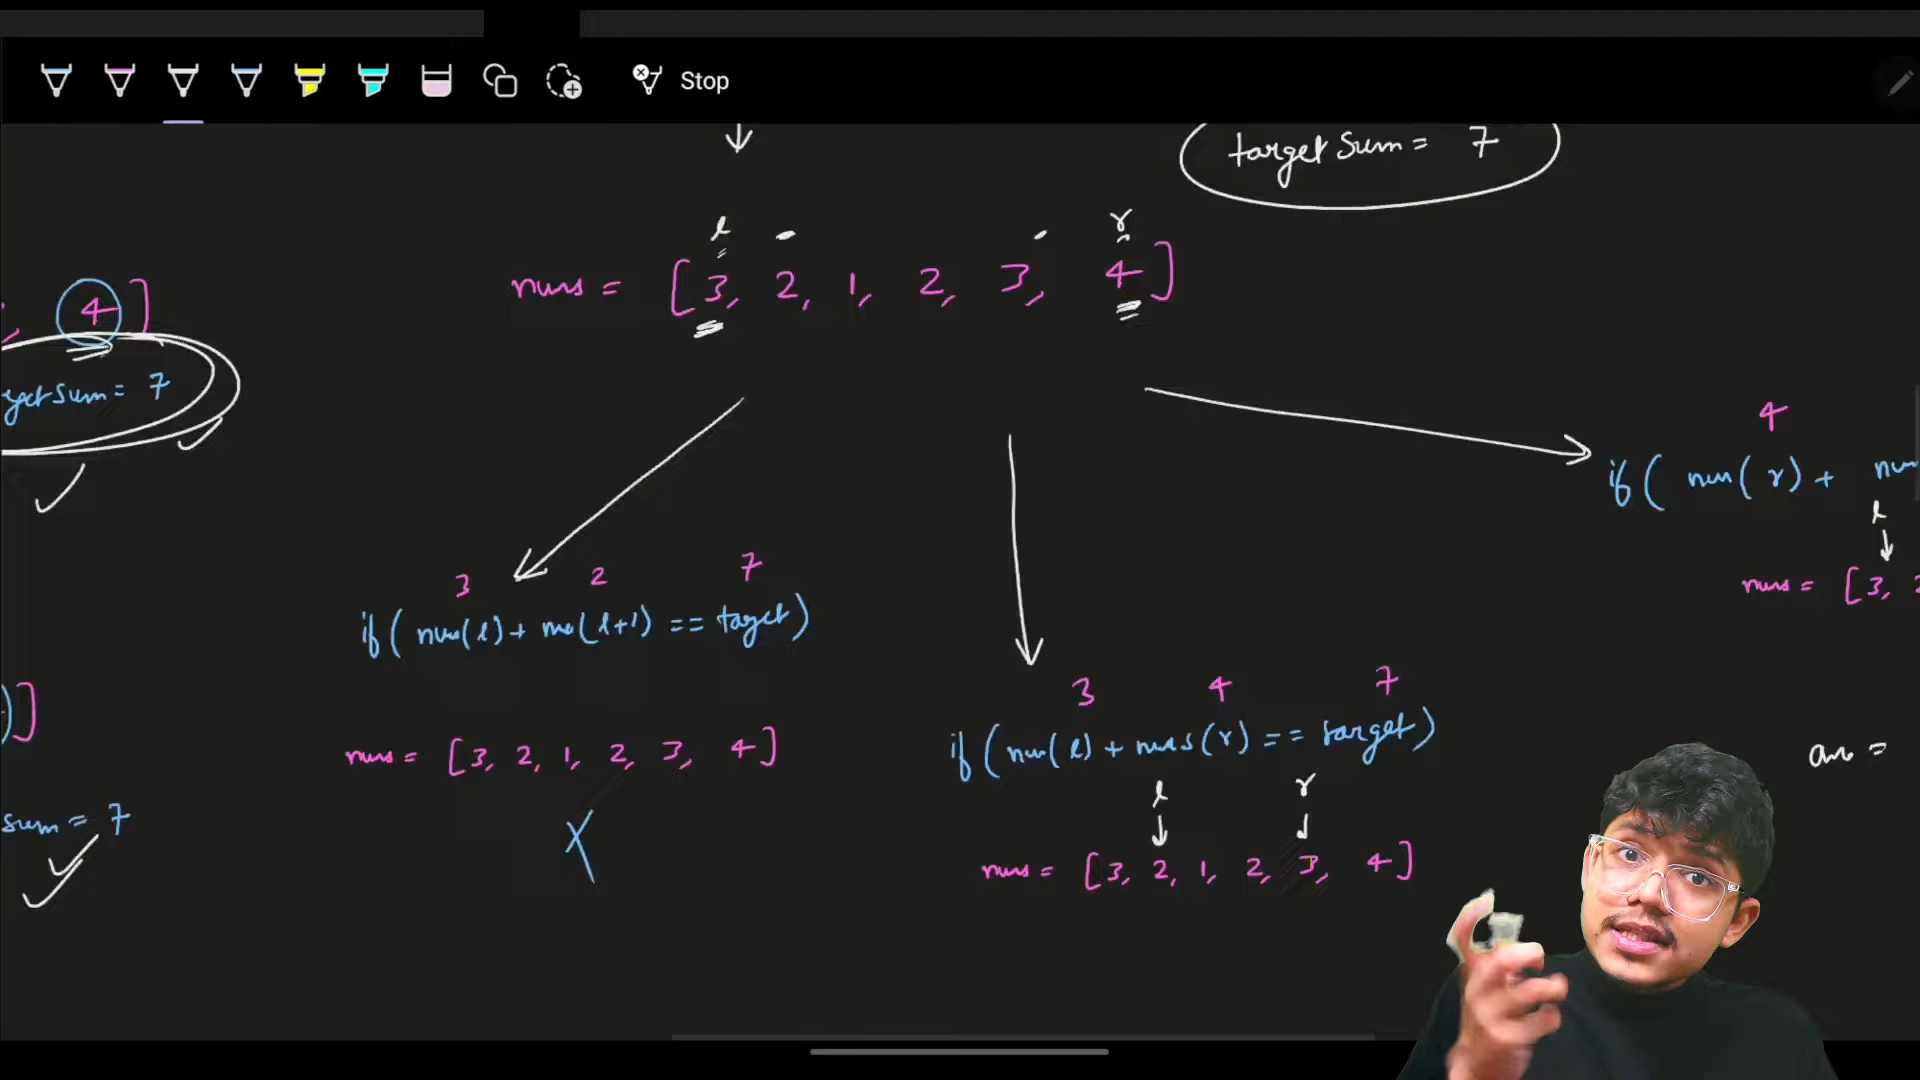 Stop
target Sum = 7
l r
nums = [3, 2, 1, 2, 3, 4]
4]
getSum = 7
4
if( num(r) +
l
nums = [3, 2
3 2 7
if( num(l) + nu(l+1) == target)
3 4 7
if(num(l) + nums(r) == target)
]
nums = [3, 2, 1, 2, 3, 4]
l r
nums = [3, 2, 1, 2, 3, 4]
X
ans =
sum = 7